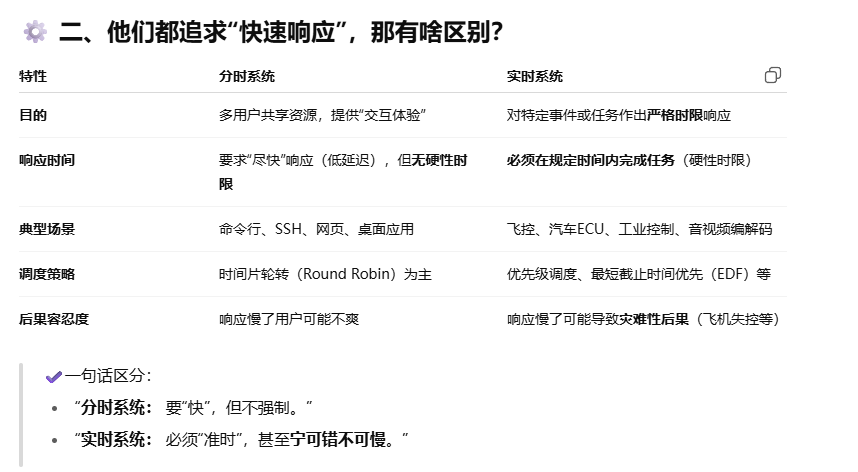 二、他们都追求“快速响应”，那有啥区别？
特性 分时系统 实时系统
目的 多用户共享资源，提供“交互体验” 对特定事件或任务作出严格时限响应
响应时间 要求“尽快”响应（低延迟），但无硬性时限 必须在规定时间内完成任务（硬性时限）
典型场景 命令行、SSH、网页、桌面应用 飞控、汽车ECU、工业控制、音视频编解码
调度策略 时间片轮转（Round Robin）为主 优先级调度、最短截止时间优先（EDF）等
后果容忍度 响应慢了用户可能不爽 响应慢了可能导致灾难性后果（飞机失控等）
一句话区分：
“分时系统： 要“快”，但不强制。”
“实时系统： 必须“准时”，甚至宁可错不可慢。”